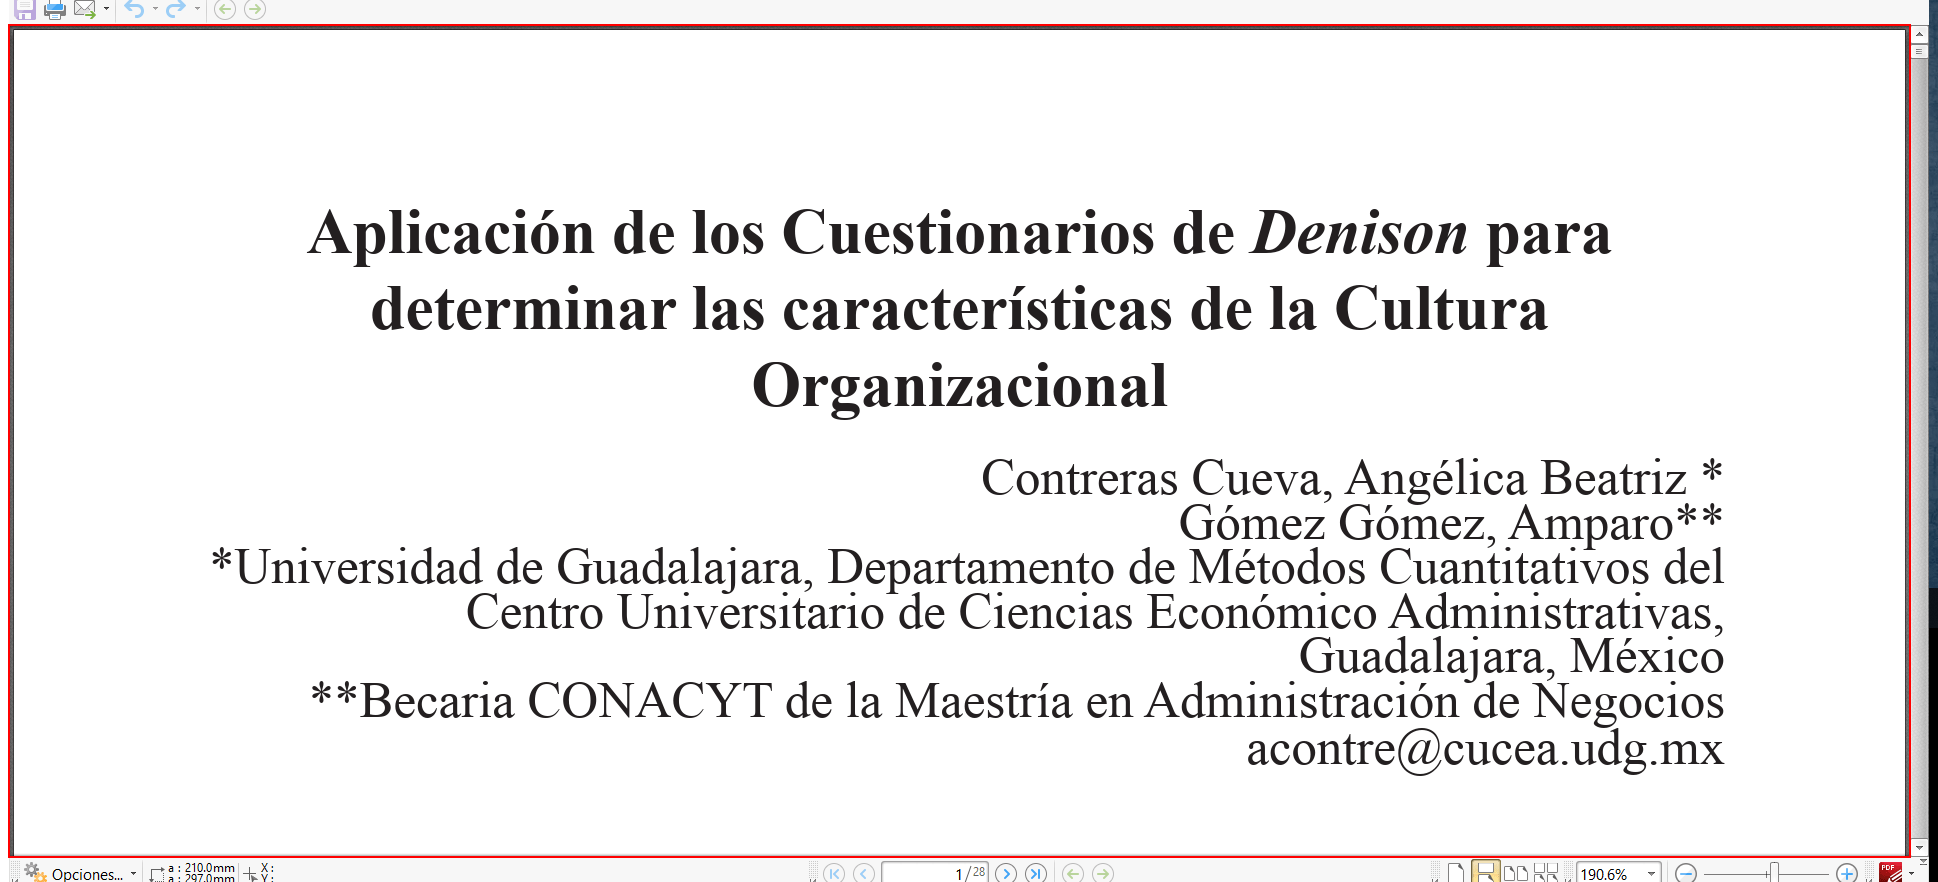 Aplicación de los Cuestionarios de Denison para
determinar las características de la Cultura
Organizacional
Contreras Cueva, Angélica Beatriz *
Gómez Gómez, Amparo**
*Universidad de Guadalajara, Departamento de Métodos Cuantitativos del
Centro Universitario de Ciencias Económico Administrativas,
Guadalajara, México
**Becaria CONACYT de la Maestría en Administración de Negocios
acontre@cucea.udg.mx
Opciones...
a : 210.0mm
a : 297.0mm
X :
Y :
1 / 28
190.6%
PDF